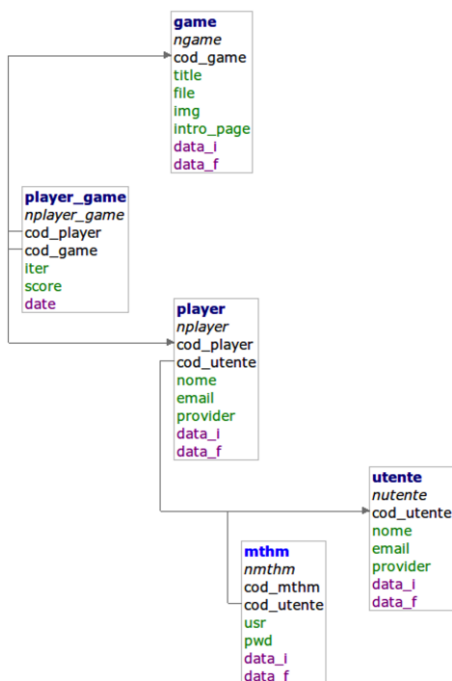 game
ngame
cod_game
title
file
img
intro_page
data_i
data_f
player_game
nplayer_game
cod_player
cod_game
iter
score
date
player
nplayer
cod_player
cod_utente
nome
email
provider
data_i
data_f
utente
nutente
cod_utente
nome
email
provider
data_i
data_f
mthm
nmthm
cod_mthm
cod_utente
usr
pwd
data_i
data_f